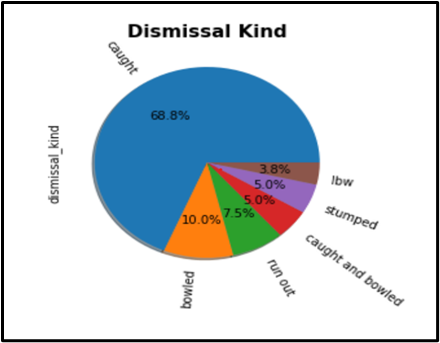 Dismissal Kind
caught
68.8%
dismissal_kind
3.8%
lbw
5.0%
stumped
5.0%
caught and bowled
7.5%
run out
10.0%
bowled